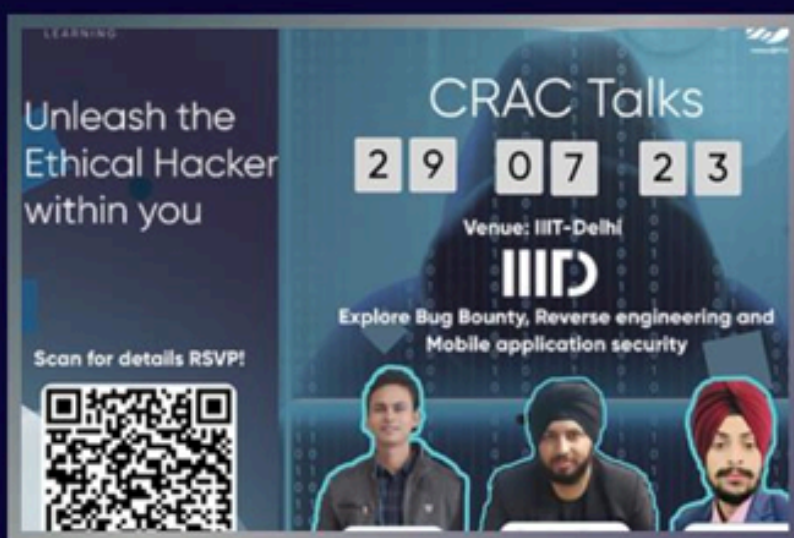 LEARNING
Unleash the
Ethical Hacker
within you
Scan for details RSVP!
CRAC Talks
29 07 23
Venue: IIIT-Delhi
IIITD
Explore Bug Bounty, Reverse engineering and
Mobile application security